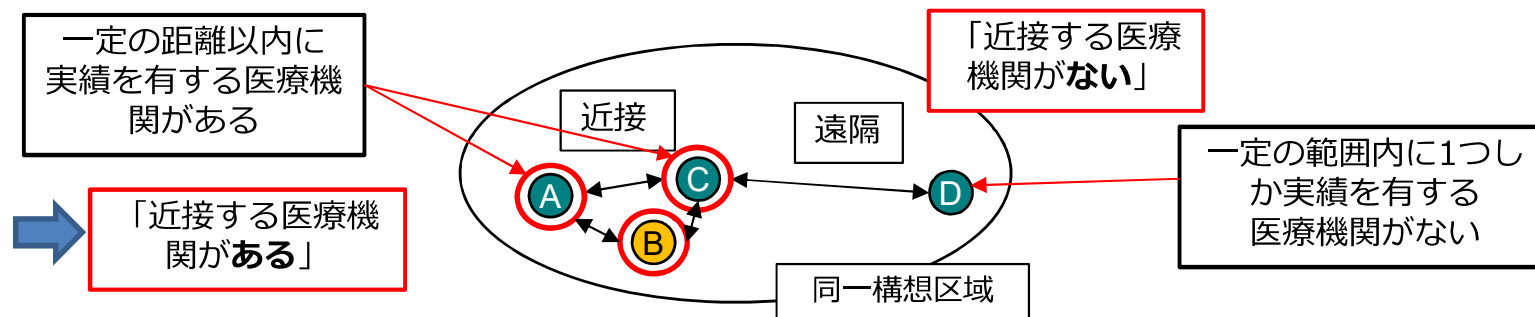 一定の距離以内に
実績を有する医療機
関がある
「近接する医療機
関がある」
近接
遠隔
A
C
B
D
同一構想区域
「近接する医療
機関がない」
一定の範囲内に1つし
か実績を有する
医療機関がない